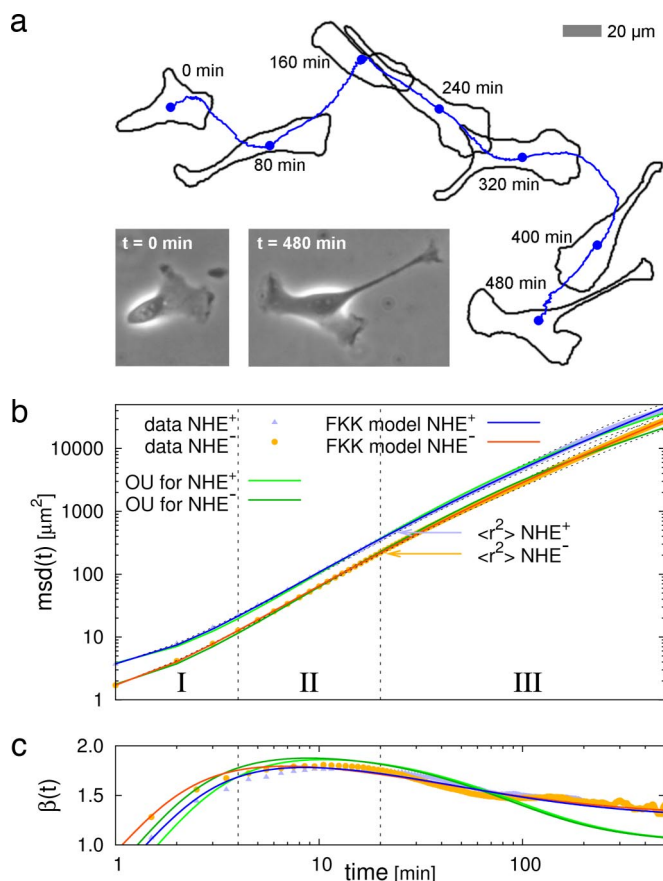 a
20 µm
0 min
160 min
240 min
80 min
320 min
t = 0 min
t = 480 min
400 min
480 min
b
data NHE⁺
data NHE⁻
FKK model NHE⁺
FKK model NHE⁻
OU for NHE⁺
OU for NHE⁻
<r²> NHE⁺
<r²> NHE⁻
msd(t) [µm²]
10000
1000
100
10
1
I
II
III
c
β(t)
2.0
1.5
1.0
1
10
100
time [min]